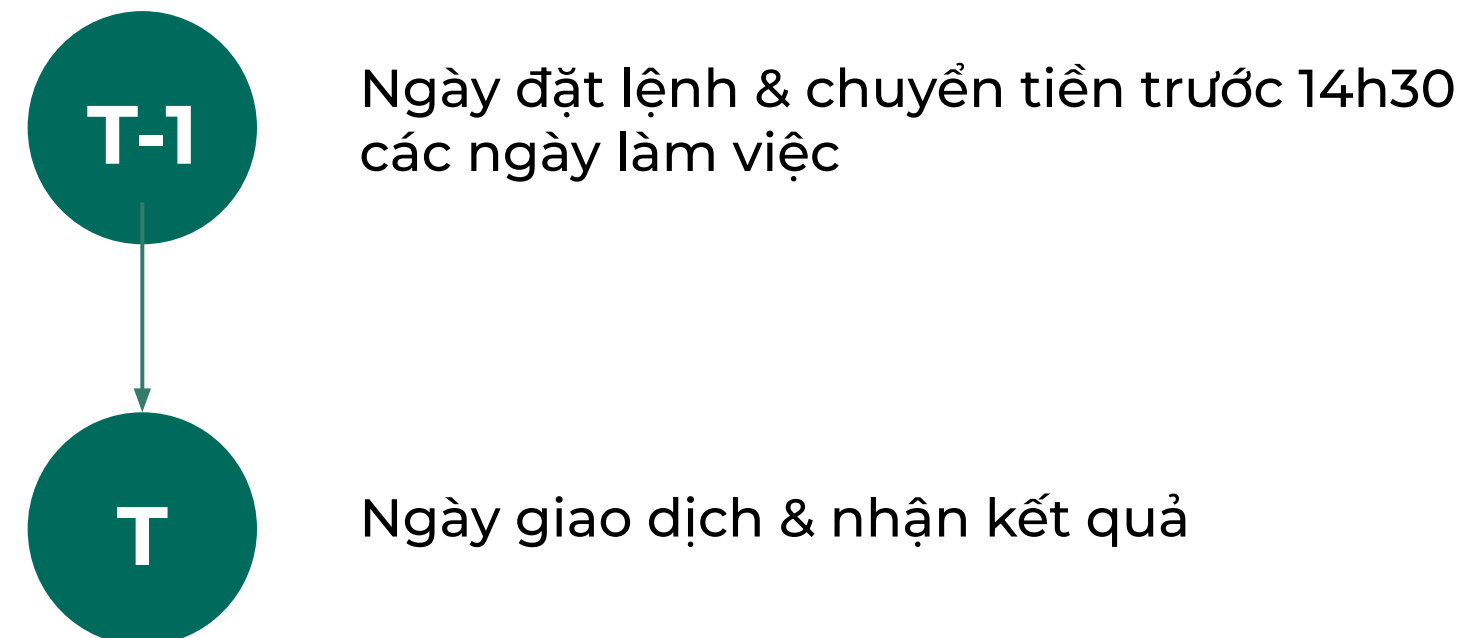 T-1
Ngày đặt lệnh & chuyển tiền trước 14h30
các ngày làm việc
T
Ngày giao dịch & nhận kết quả